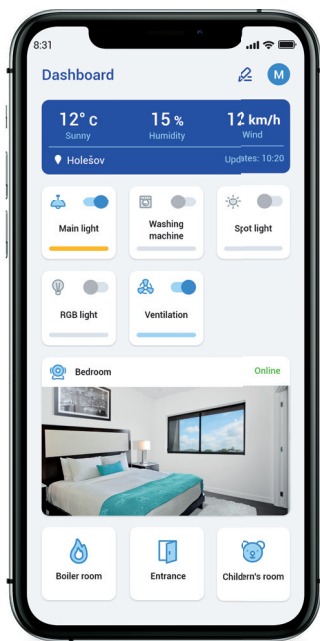 8:31
Dashboard
M
12° c 15 % 12 km/h
Sunny Humidity Wind
Holešov Updates: 10:20
Main light
Washing
machine
Spot light
RGB light
Ventilation
Bedroom Online
Boiler room
Entrance
Childern's room